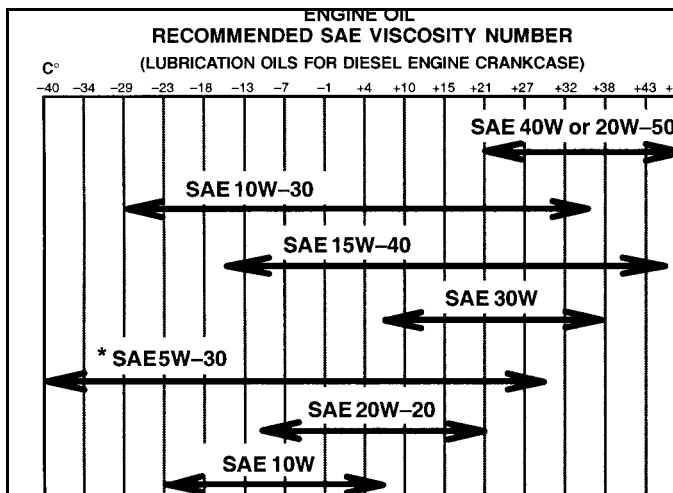 ENGINE OIL
RECOMMENDED SAE VISCOSITY NUMBER
(LUBRICATION OILS FOR DIESEL ENGINE CRANKCASE)
C°
–40 –34 –29 –23 –18 –13 –7 –1 +4 +10 +15 +21 +27 +32 +38 +43 +
SAE 40W or 20W–50
SAE 10W–30
SAE 15W–40
SAE 30W
* SAE 5W–30
SAE 20W–20
SAE 10W